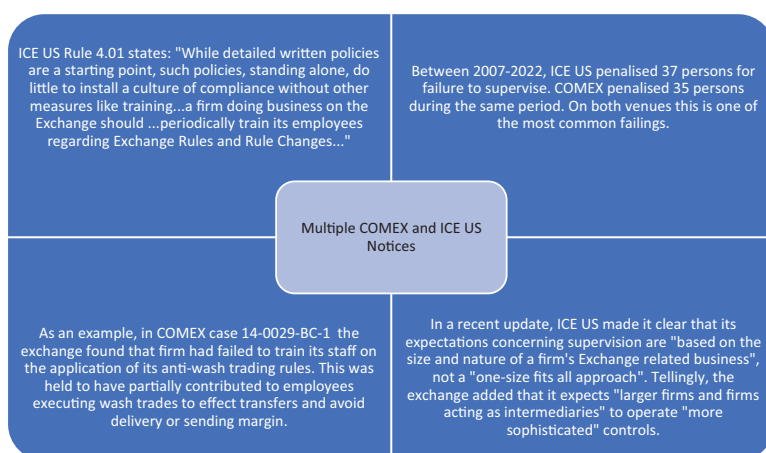 ICE US Rule 4.01 states: "While detailed written policies
are a starting point, such policies, standing alone, do
little to install a culture of compliance without other
measures like training...a firm doing business on the
Exchange should ...periodically train its employees
regarding Exchange Rules and Rule Changes..."
Between 2007-2022, ICE US penalised 37 persons for
failure to supervise. COMEX penalised 35 persons
during the same period. On both venues this is one of
the most common failings.
Multiple COMEX and ICE US
Notices
As an example, in COMEX case 14-0029-BC-1 the
exchange found that firm had failed to train its staff on
the application of its anti-wash trading rules. This was
held to have partially contributed to employees
executing wash trades to effect transfers and avoid
delivery or sending margin.
In a recent update, ICE US made it clear that its
expectations concerning supervision are "based on the
size and nature of a firm's Exchange related business",
not a "one-size fits all approach". Tellingly, the
exchange added that it expects "larger firms and firms
acting as intermediaries" to operate "more
sophisticated" controls.